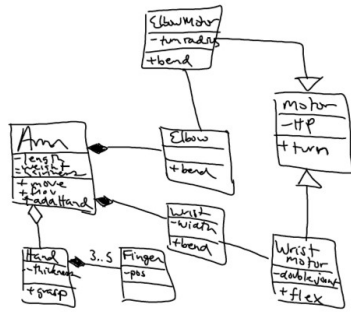 ElbowMotor
-turnradius
+bend
Motor
-HP
+turn
Arm
-length
-weight
+move
+addHand
Elbow
+bend
Wrist
-width
+bend
Wrist
Motor
-doublejoint
+flex
Hand
-thickness
+grasp
3..5
Finger
-pos